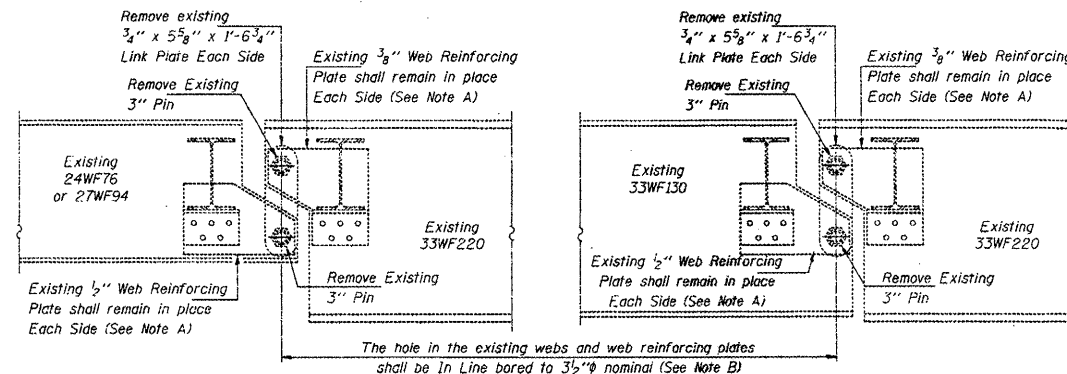 Remove existing
3/4" x 5 5/8" x 1'-6 3/4"
Link Plate Each Side
Existing 3/8" Web Reinforcing
Plate shall remain in place
Each Side (See Note A)
Remove Existing
3" Pin
Existing
24WF76
or 27WF94
Existing
33WF220
Remove Existing
3" Pin
Existing 1/2" Web Reinforcing
Plate shall remain in place
Each Side (See Note A)
Remove existing
3/4" x 5 5/8" x 1'-6 3/4"
Link Plate Each Side
Existing 3/8" Web Reinforcing
Plate shall remain in place
Each Side (See Note A)
Remove Existing
3" Pin
Existing
33WF130
Existing
33WF220
Existing 1/2" Web Reinforcing
Plate shall remain in place
Each Side (See Note A)
Remove Existing
3" Pin
The hole in the existing webs and web reinforcing plates
shall be In Line bored to 3 1/2"φ nominal (See Note B)